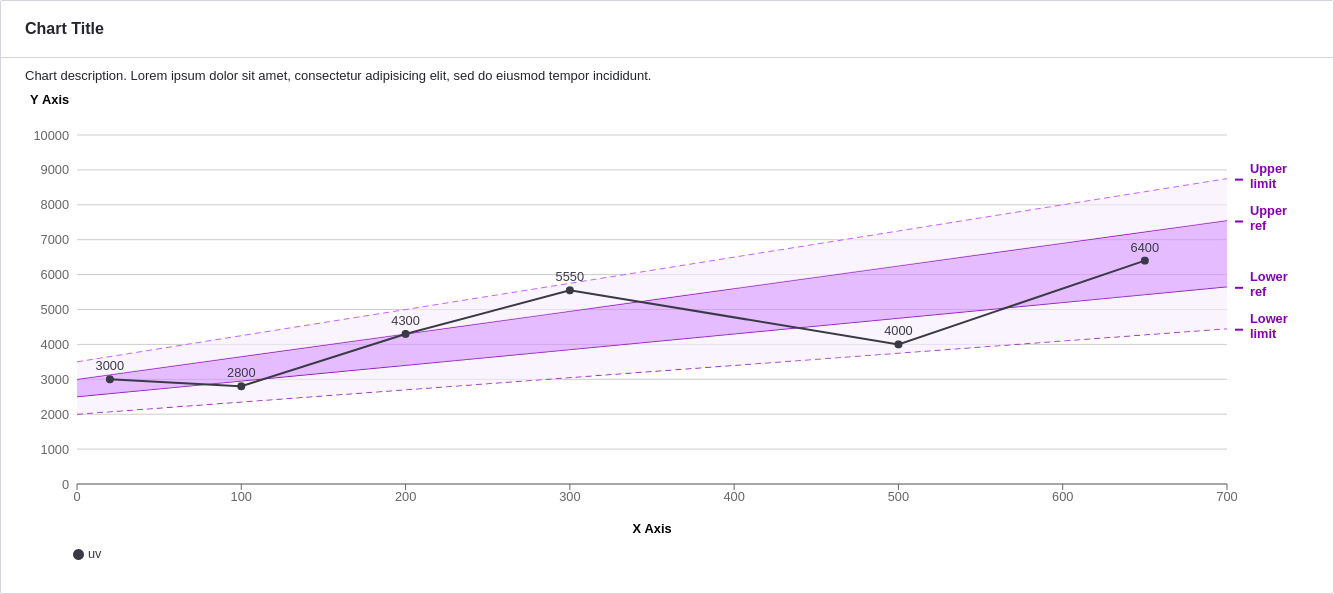 Chart Title
Chart description. Lorem ipsum dolor sit amet, consectetur adipisicing elit, sed do eiusmod tempor incididunt.
Y Axis
10000
9000
8000
7000
6000
5000
4000
3000
2000
1000
0
3000
2800
4300
5550
4000
6400
Upper
limit
Upper
ref
Lower
ref
Lower
limit
0 100 200 300 400 500 600 700
X Axis
uv